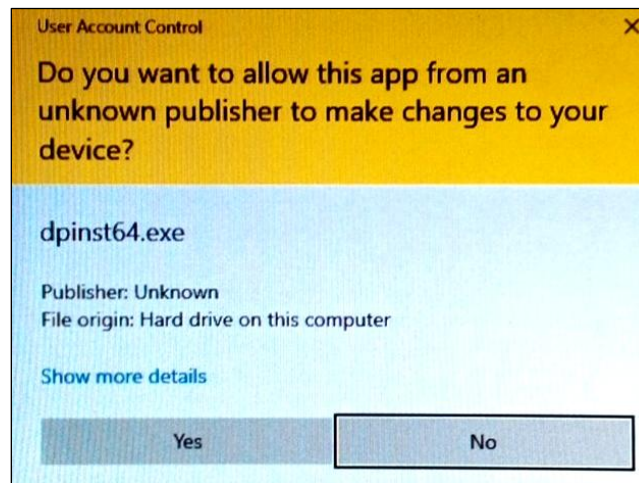 User Account Control
Do you want to allow this app from an
unknown publisher to make changes to your
device?
dpinst64.exe
Publisher: Unknown
File origin: Hard drive on this computer
Show more details
Yes
No